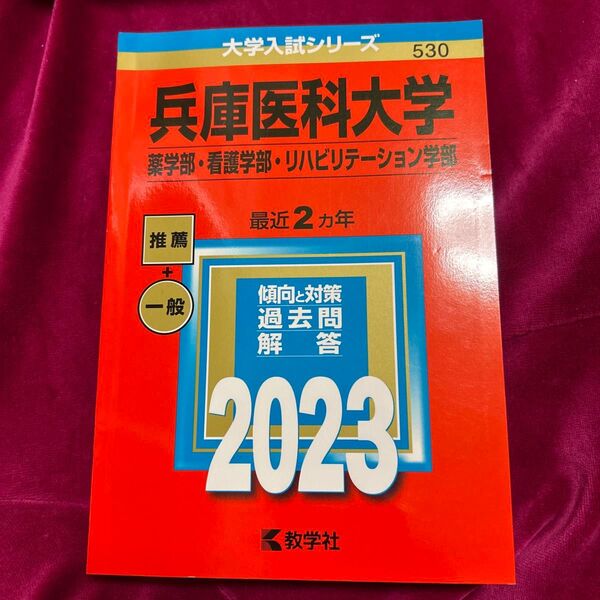 大学入試シリーズ
530
兵庫医科大学
薬学部・看護学部・リハビリテーション学部
最近2カ年
推薦
+
一般
傾向と対策
過去問
解答
2023
教学社